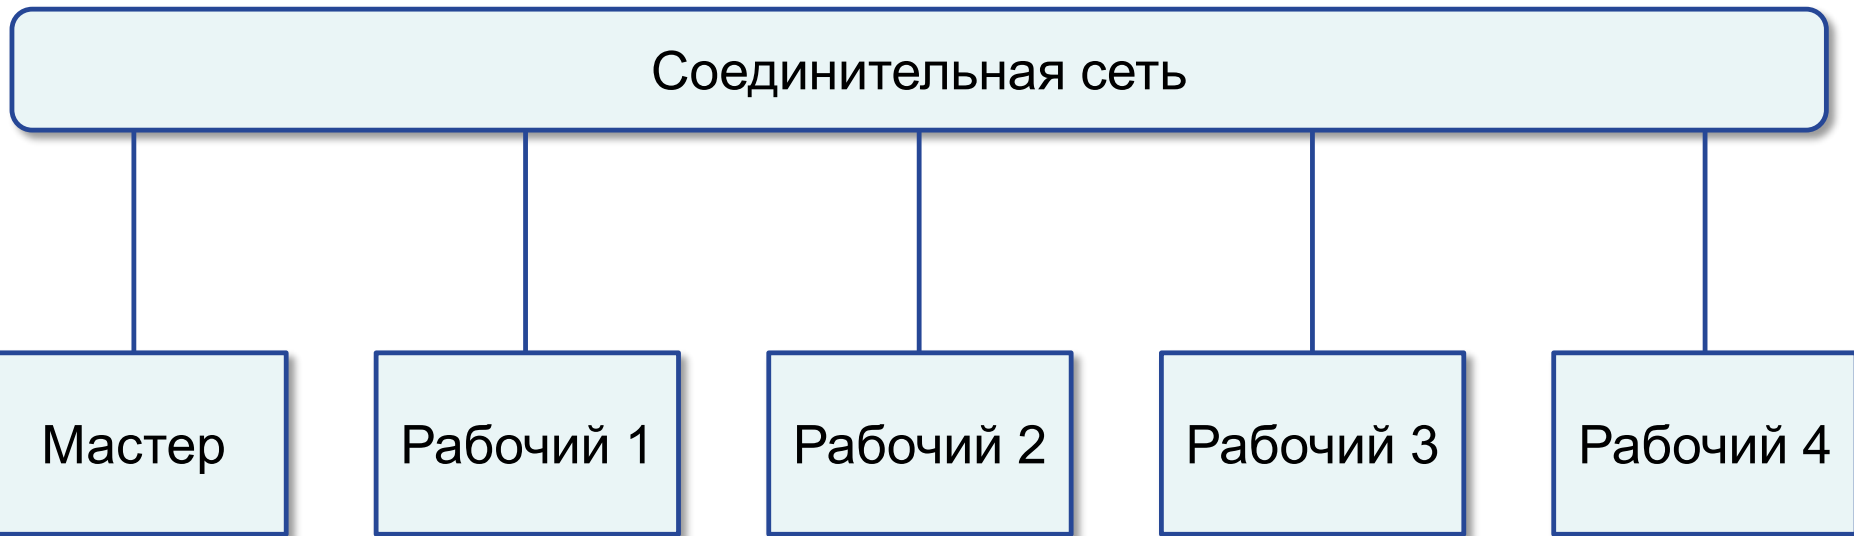 Соединительная сеть
Мастер
Рабочий 1
Рабочий 2
Рабочий 3
Рабочий 4